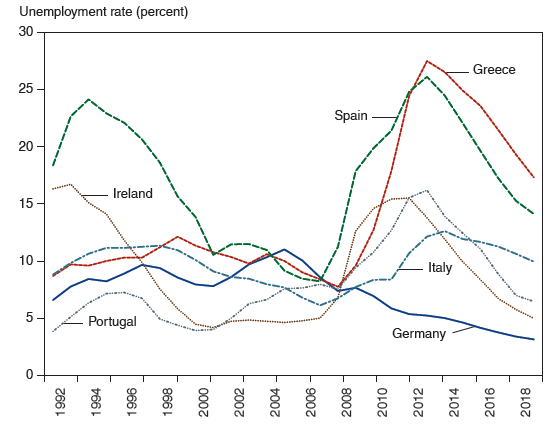 Unemployment rate (percent)
30
25
20
15
10
5
0
Greece
Spain
Ireland
Italy
Portugal
Germany
1992 1994 1996 1998 2000 2002 2004 2006 2008 2010 2012 2014 2016 2018